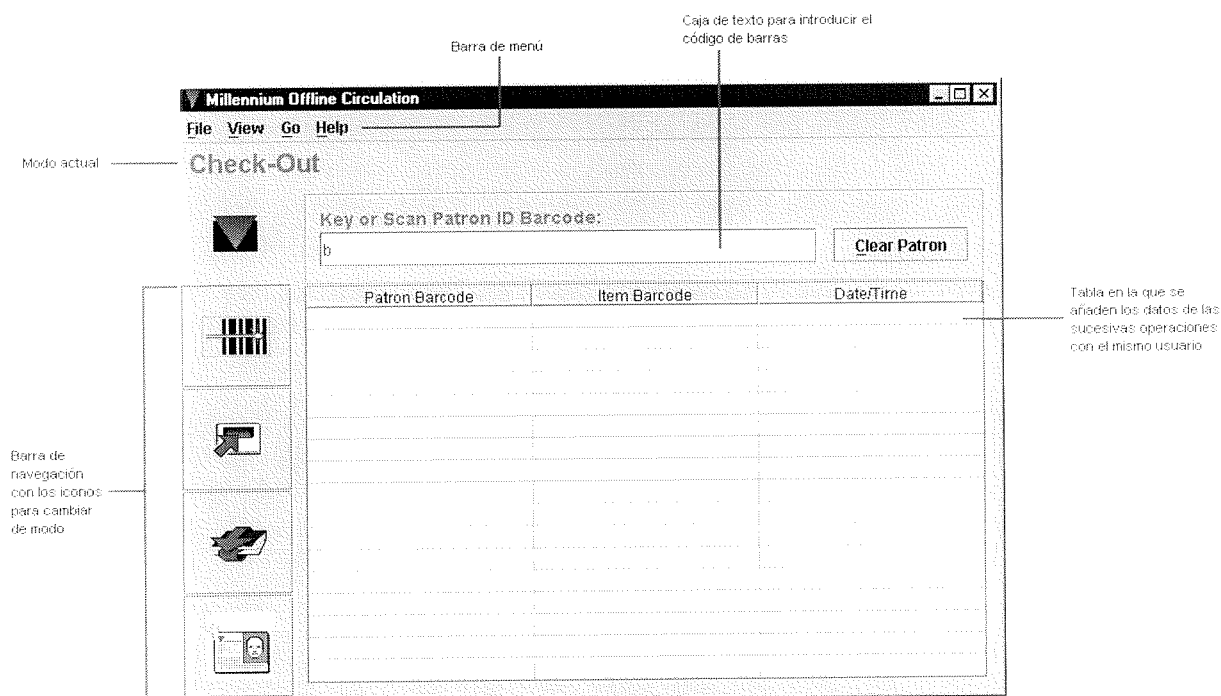 Caja de texto para introducir el
código de barras
Barra de menú
Millennium Offline Circulation
File View Go Help
Modo actual
Check-Out
Key or Scan Patron ID Barcode:
b
Clear Patron
Patron Barcode Item Barcode Date/Time
Tabla en la que se
añaden los datos de las
sucesivas operaciones
con el mismo usuario
Barra de
navegación
con los iconos
para cambiar
de modo